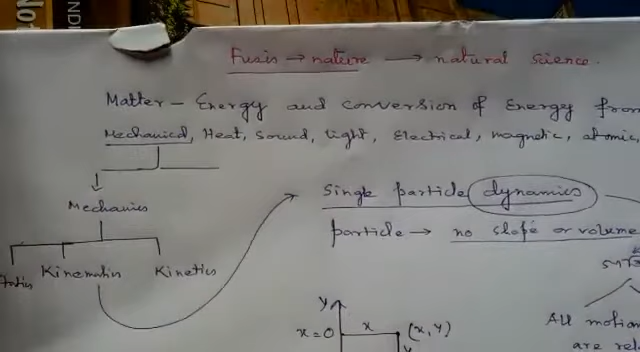 Fusis → nature → natural science.
Matter - Energy and conversion of Energy from
Mechanical, Heat, Sound, light, Electrical, magnetic, atomic,
Mechanics
Kinematics Kinetics
Single particle dynamics
particle → no slope or volume
y
x=0 x (x, y)
y
All motion
are rel